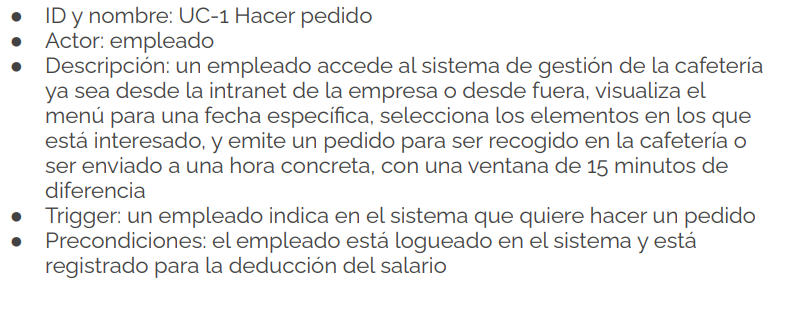 ● ID y nombre: UC-1 Hacer pedido
● Actor: empleado
● Descripción: un empleado accede al sistema de gestión de la cafetería
ya sea desde la intranet de la empresa o desde fuera, visualiza el
menú para una fecha específica, selecciona los elementos en los que
está interesado, y emite un pedido para ser recogido en la cafetería o
ser enviado a una hora concreta, con una ventana de 15 minutos de
diferencia
● Trigger: un empleado indica en el sistema que quiere hacer un pedido
● Precondiciones: el empleado está logueado en el sistema y está
registrado para la deducción del salario